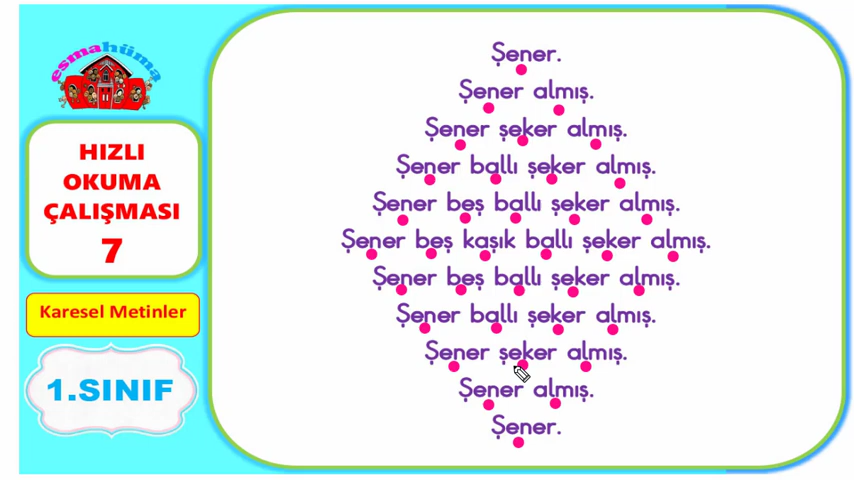 esmahüma
HIZLI
OKUMA
ÇALIŞMASI
7
Karesel Metinler
1.SINIF
Şener.
Şener almış.
Şener şeker almış.
Şener ballı şeker almış.
Şener beş ballı şeker almış.
Şener beş kaşık ballı şeker almış.
Şener beş ballı şeker almış.
Şener ballı şeker almış.
Şener şeker almış.
Şener almış.
Şener.